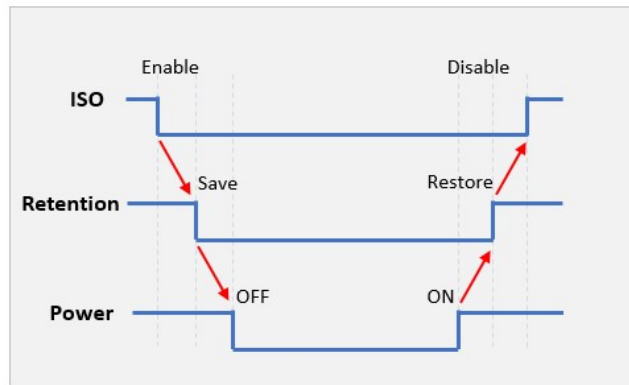 Enable
Disable
ISO
Save
Restore
Retention
OFF
ON
Power